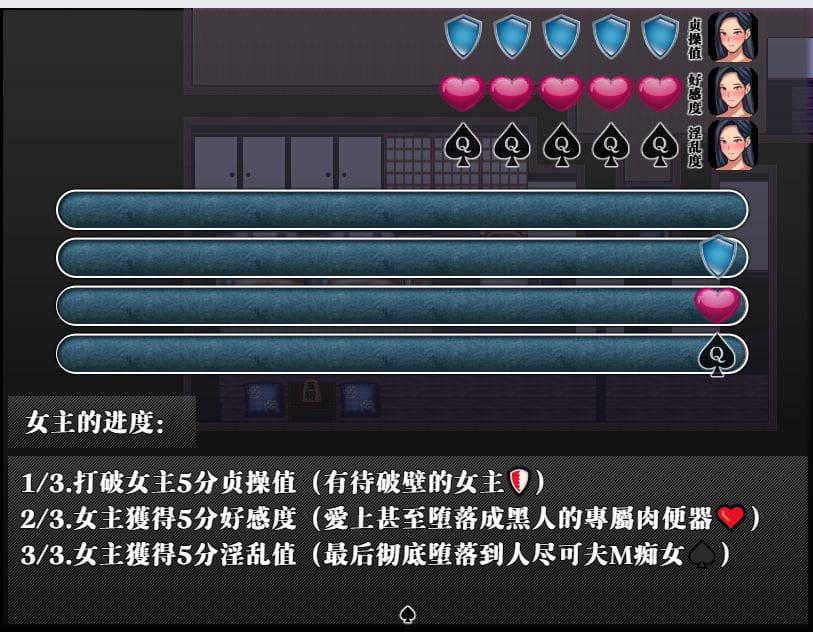 贞操值
好感度
淫乱度
Q Q Q Q Q
Q
女主的进度：
1/3.打破女主5分贞操值（有待破壁的女主）
2/3.女主獲得5分好感度（愛上甚至堕落成黑人的專屬肉便器）
3/3.女主獲得5分淫乱值（最后彻底堕落到人尽可夫M痴女）